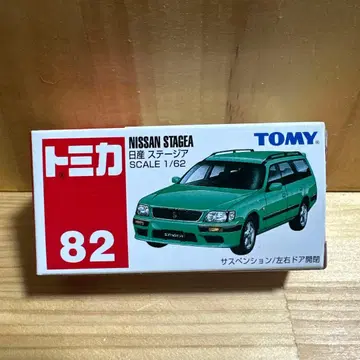 トミカ
82
NISSAN STAGEA
日産 ステージア
SCALE 1/62
TOMY
サスペンション/左右ドア開閉